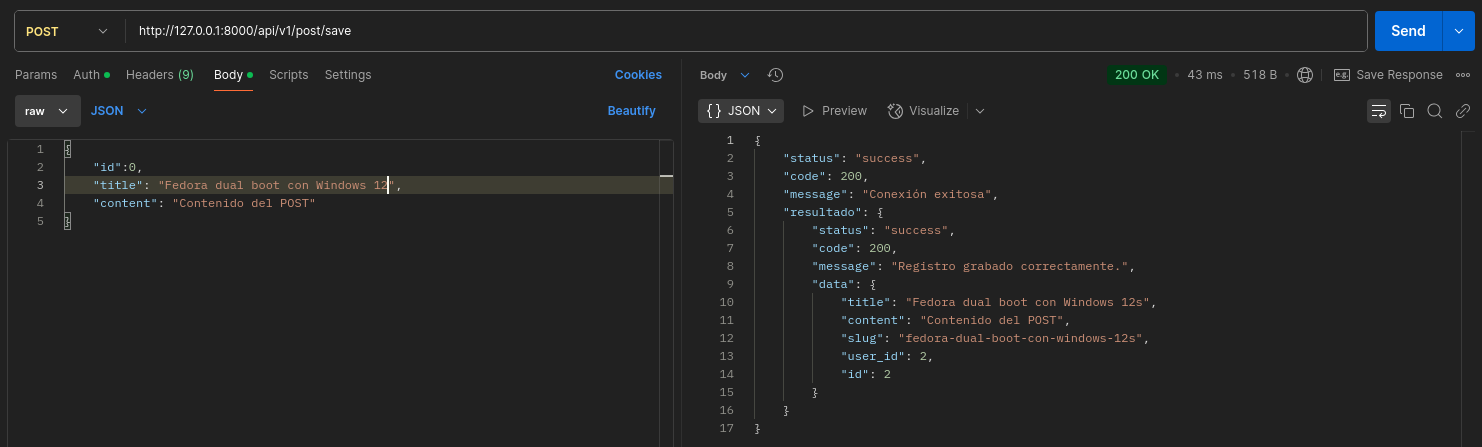 POST http://127.0.0.1:8000/api/v1/post/save Send
Params Auth Headers (9) Body Scripts Settings Cookies
raw JSON Beautify
1 {
2 "id":0,
3 "title": "Fedora dual boot con Windows 12",
4 "content": "Contenido del POST"
5 }
Body 200 OK 43 ms 518 B e.g. Save Response
{} JSON Preview Visualize
1 {
2 "status": "success",
3 "code": 200,
4 "message": "Conexión exitosa",
5 "resultado": {
6 "status": "success",
7 "code": 200,
8 "message": "Registro grabado correctamente.",
9 "data": {
10 "title": "Fedora dual boot con Windows 12s",
11 "content": "Contenido del POST",
12 "slug": "fedora-dual-boot-con-windows-12s",
13 "user_id": 2,
14 "id": 2
15 }
16 }
17 }